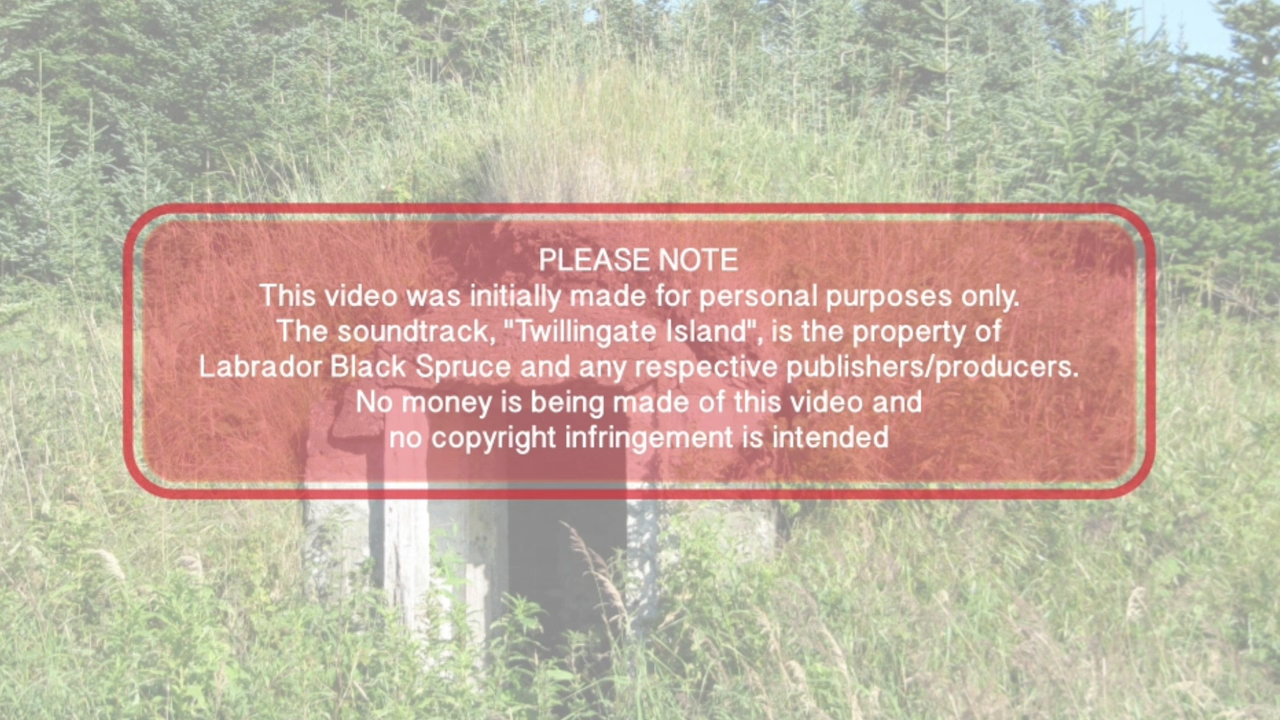 PLEASE NOTE
This video was initially made for personal purposes only.
The soundtrack, "Twillingate Island", is the property of
Labrador Black Spruce and any respective publishers/producers.
No money is being made of this video and
no copyright infringement is intended